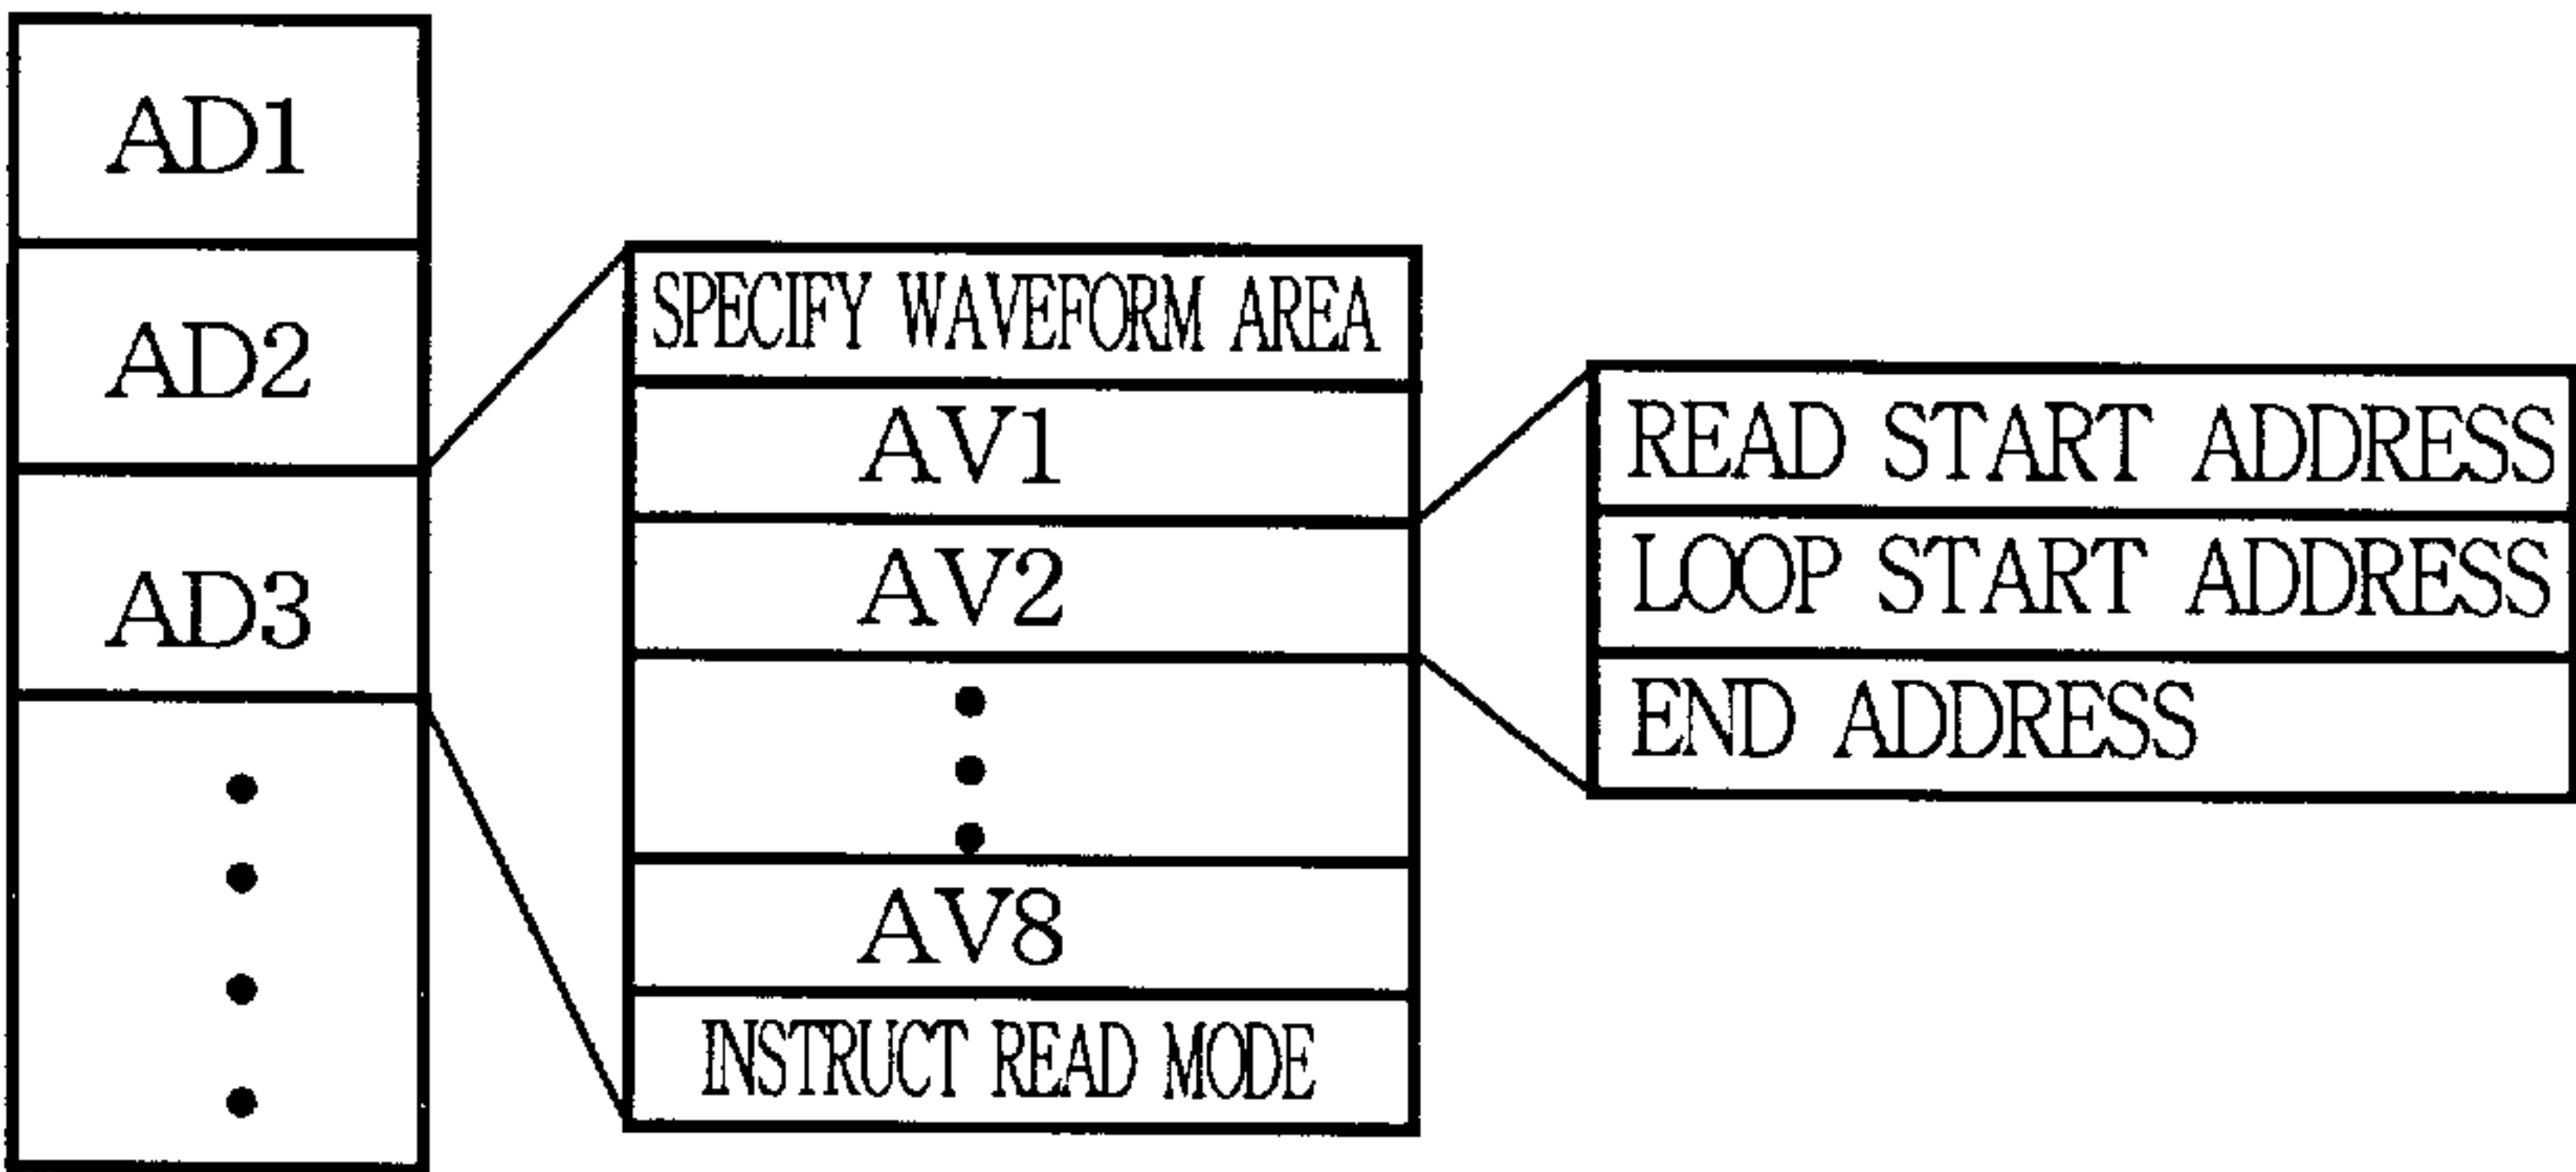 AD1
AD2
AD3
SPECIFY WAVEFORM AREA
AV1
AV2
AV8
INSTRUCT READ MODE
READ START ADDRESS
LOOP START ADDRESS
END ADDRESS